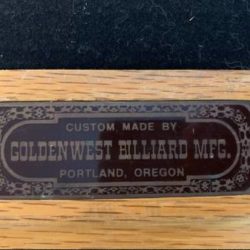 CUSTOM MADE BY
GOLDENWEST BILLIARD MFG.
PORTLAND, OREGON